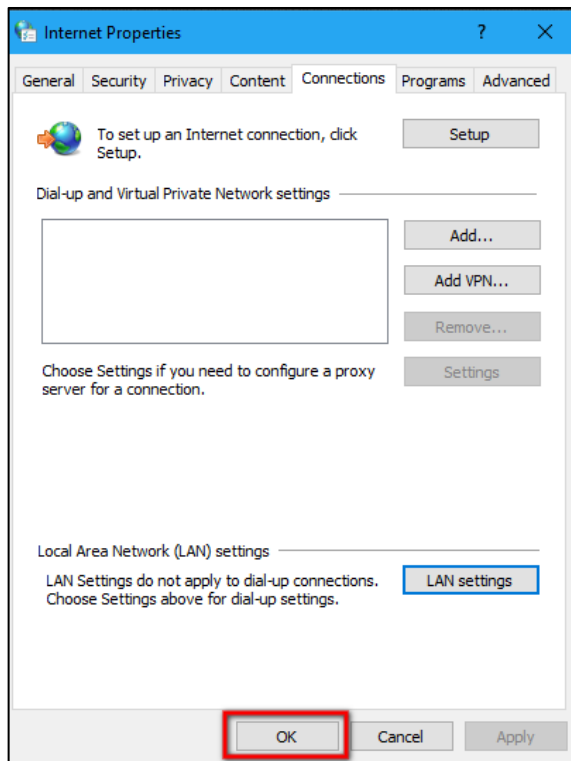 Internet Properties
?
General Security Privacy Content Connections Programs Advanced
To set up an Internet connection, click
Setup.
Setup
Dial-up and Virtual Private Network settings
Add...
Add VPN...
Remove...
Choose Settings if you need to configure a proxy
server for a connection.
Settings
Local Area Network (LAN) settings
LAN Settings do not apply to dial-up connections.
Choose Settings above for dial-up settings.
LAN settings
OK Cancel Apply